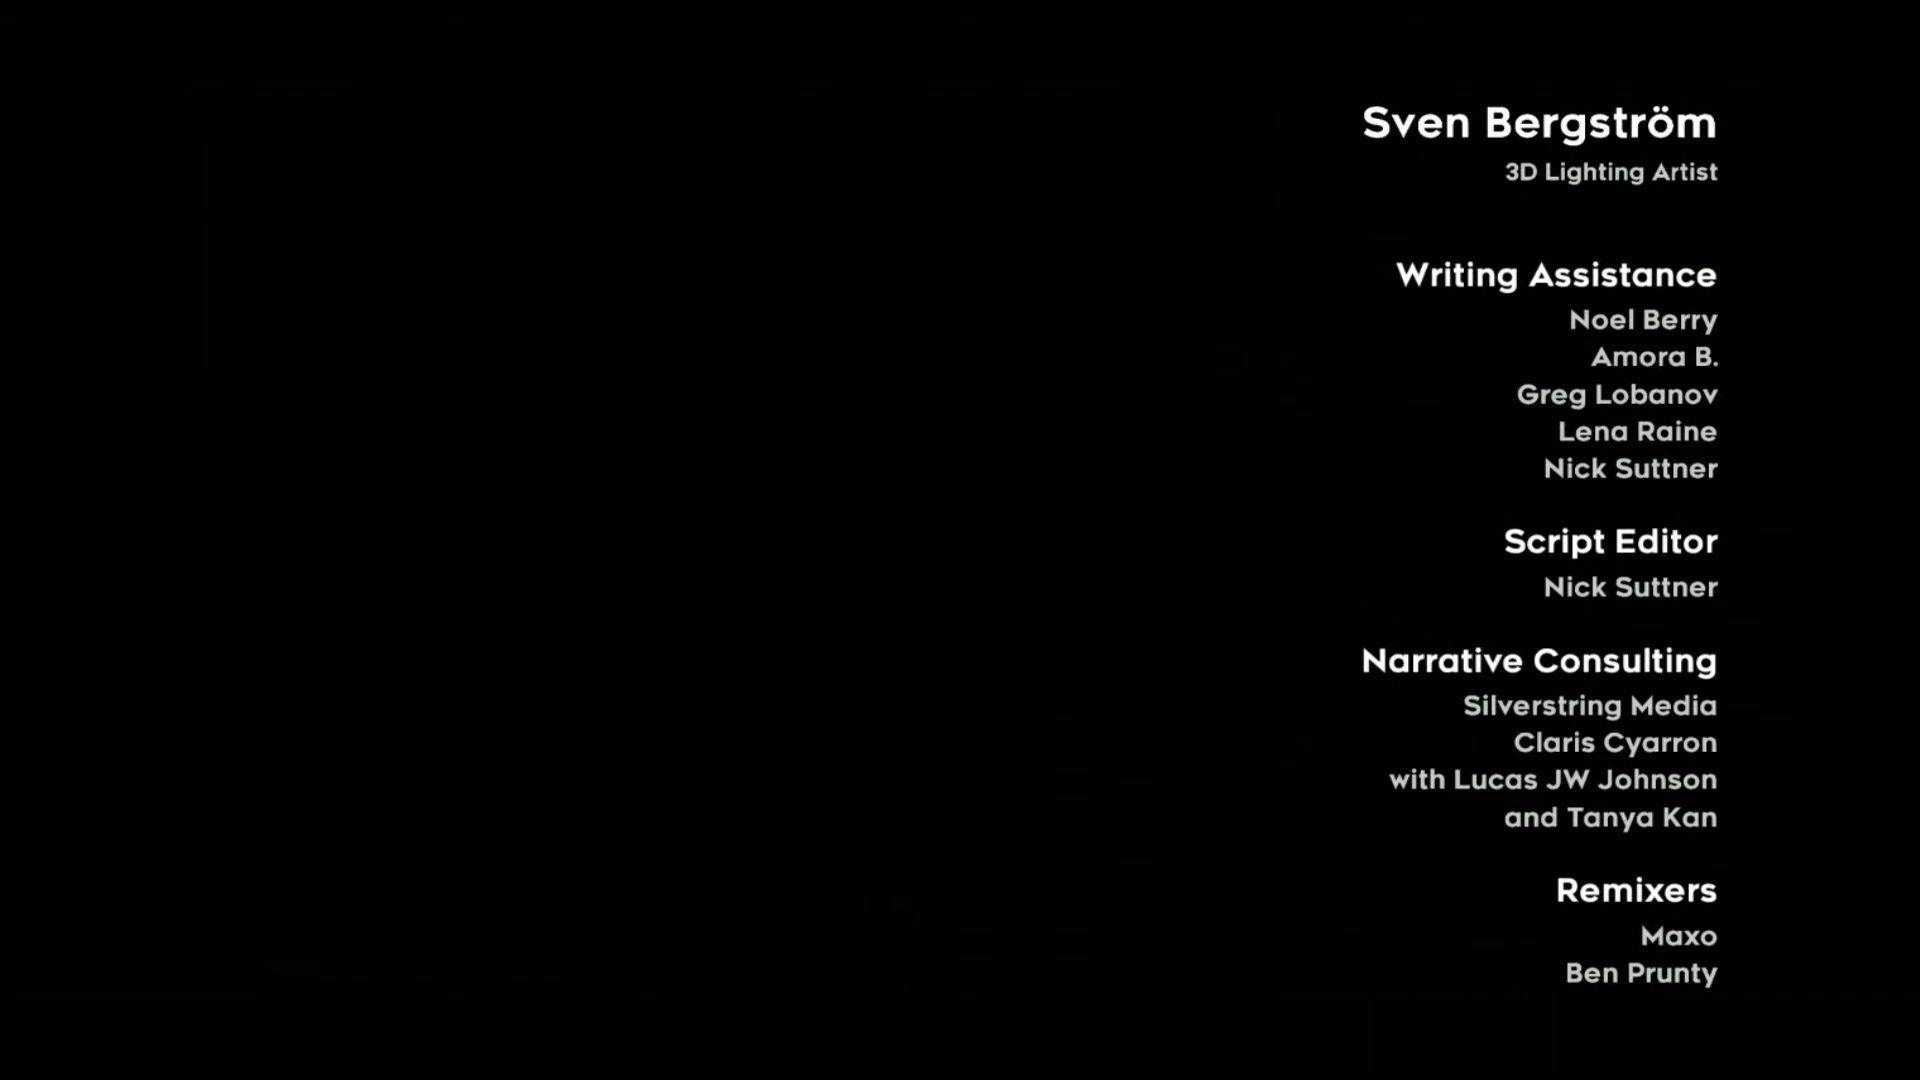 Sven Bergström
3D Lighting Artist
Writing Assistance
Noel Berry
Amora B.
Greg Lobanov
Lena Raine
Nick Suttner
Script Editor
Nick Suttner
Narrative Consulting
Silverstring Media
Claris Cyarron
with Lucas JW Johnson
and Tanya Kan
Remixers
Maxo
Ben Prunty